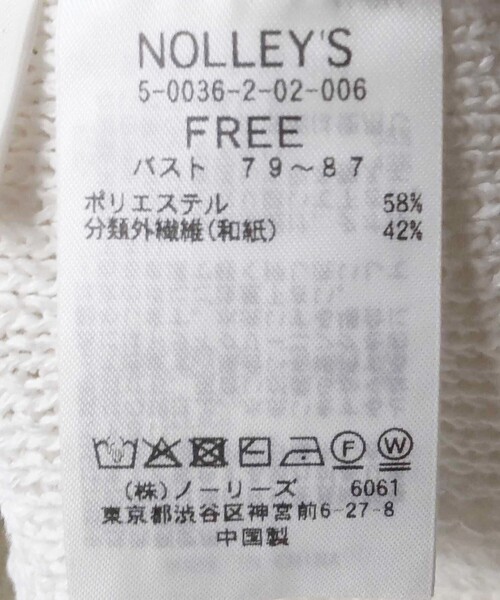 NOLLEY'S
5-0036-2-02-006
FREE
バスト 79～87
ポリエステル 58%
分類外繊維(和紙) 42%
F W
(株)ノーリーズ 6061
東京都渋谷区神宮前6-27-8
中国製